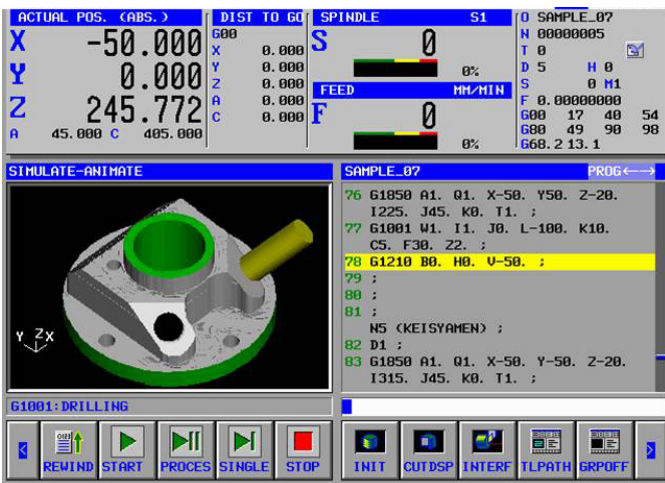 ACTUAL POS. (ABS.)
X -50.000
Y 0.000
Z 245.772
A 45.000 C 405.000
DIST TO GO
G00
X 0.000
Y 0.000
Z 0.000
A 0.000
C 0.000
SPINDLE S1
S 0
0%
FEED MM/MIN
F 0
0%
O SAMPLE_07
N 00000005
T 0
D 5 H 0
S 0 M1
F 0.00000000
G00 17 40 54
G80 49 90 98
G68.2 13.1
SIMULATE-ANIMATE
Y Z X
G1001:DRILLING
SAMPLE_07 PROG←→
76 G1850 A1. Q1. X-50. Y50. Z-20.
I225. J45. K0. T1. ;
77 G1001 W1. I1. J0. L-100. K10.
C5. F30. Z2. ;
78 G1210 B0. H0. V-50. ;
79 ;
80 ;
81 ;
N5 (KEISYAMEN) ;
82 D1 ;
83 G1850 A1. Q1. X-50. Y-50. Z-20.
I315. J45. K0. T1. ;
REWIND START PROCES SINGLE STOP INIT CUTDSP INTERF TLPATH GRPOFF